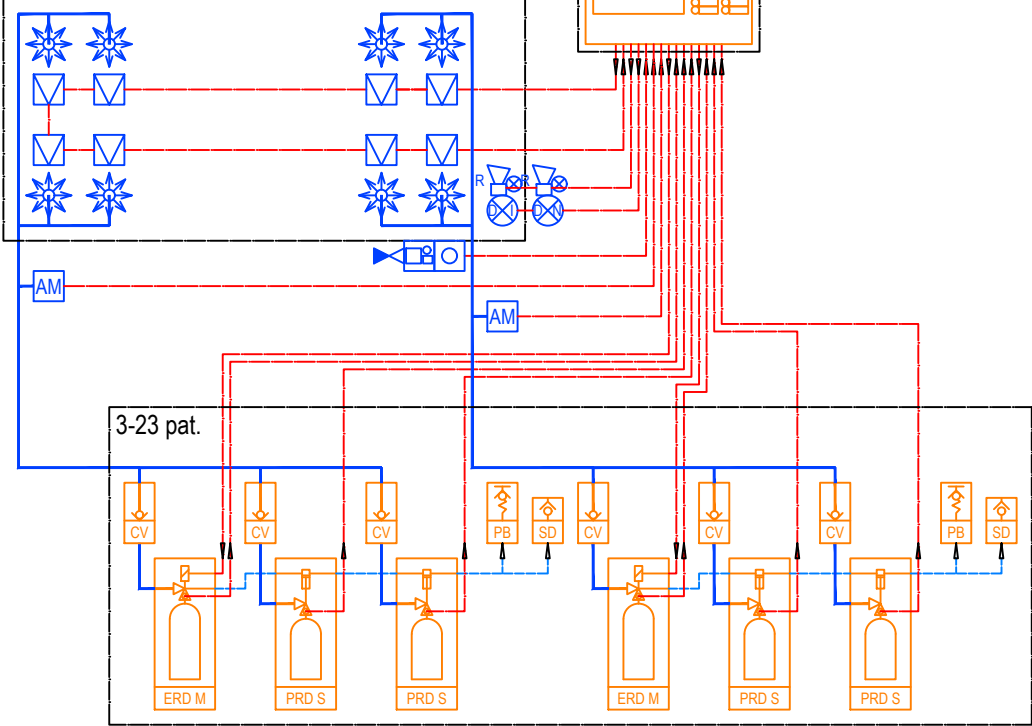 R
R
D
I
D
N
AM
AM
3-23 pat.
CV
CV
CV
PB
SD
CV
CV
CV
PB
SD
ERD M
PRD S
PRD S
ERD M
PRD S
PRD S